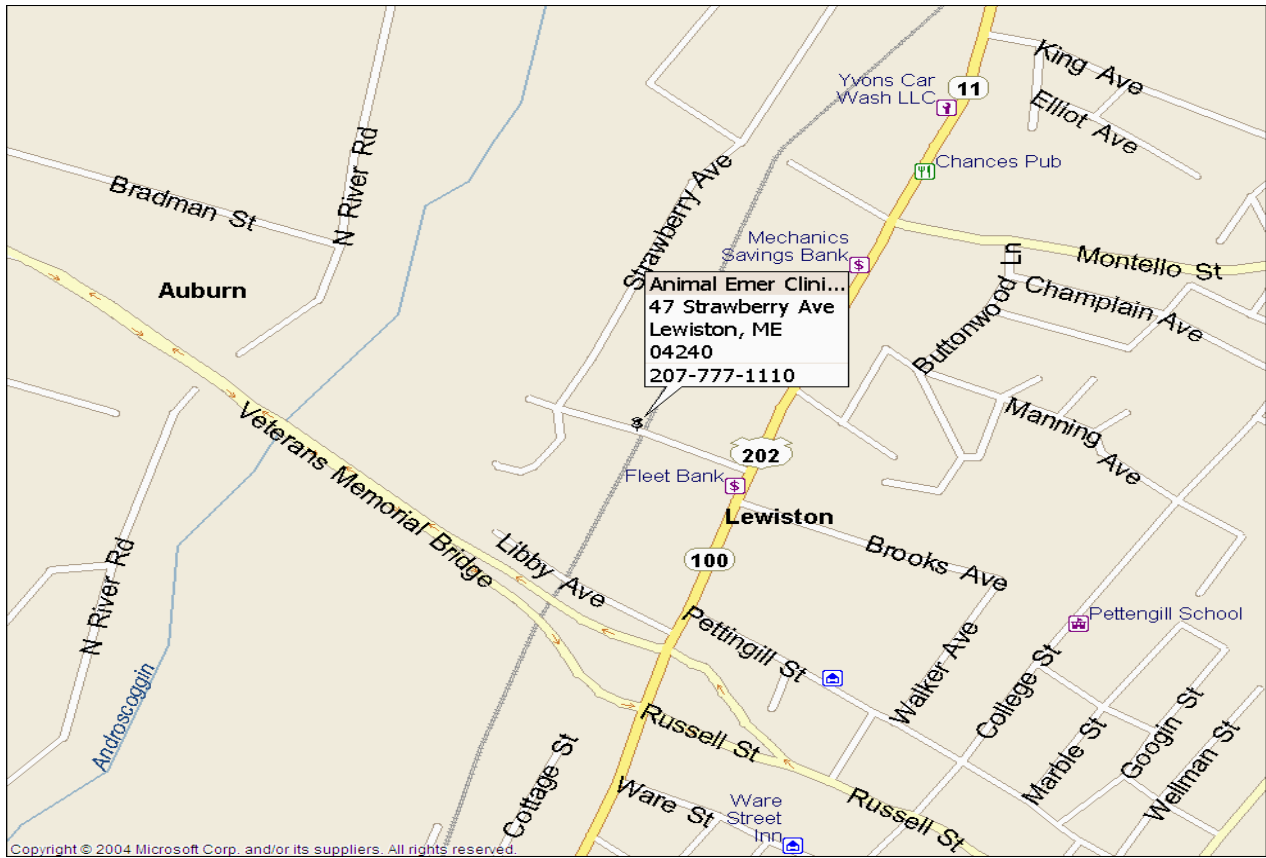 King Ave
Yvons Car
Wash LLC
11
Elliot Ave
Chances Pub
N River Rd
Bradman St
Strawberry Ave
Mechanics
Savings Bank
Montello St
Auburn
Animal Emer Clini...
47 Strawberry Ave
Lewiston, ME
04240
207-777-1110
Buttonwood Ln
Champlain Ave
Manning Ave
Veterans Memorial Bridge
202
Fleet Bank
Lewiston
Brooks Ave
100
Libby Ave
N River Rd
Pettingill St
Pettengill School
Walker Ave
College St
Androscoggin
Russell St
Marble St
Googin St
Wellman St
Cottage St
Ware St
Ware
Street
Inn
Russell St
Copyright © 2004 Microsoft Corp. and/or its suppliers. All rights reserved.